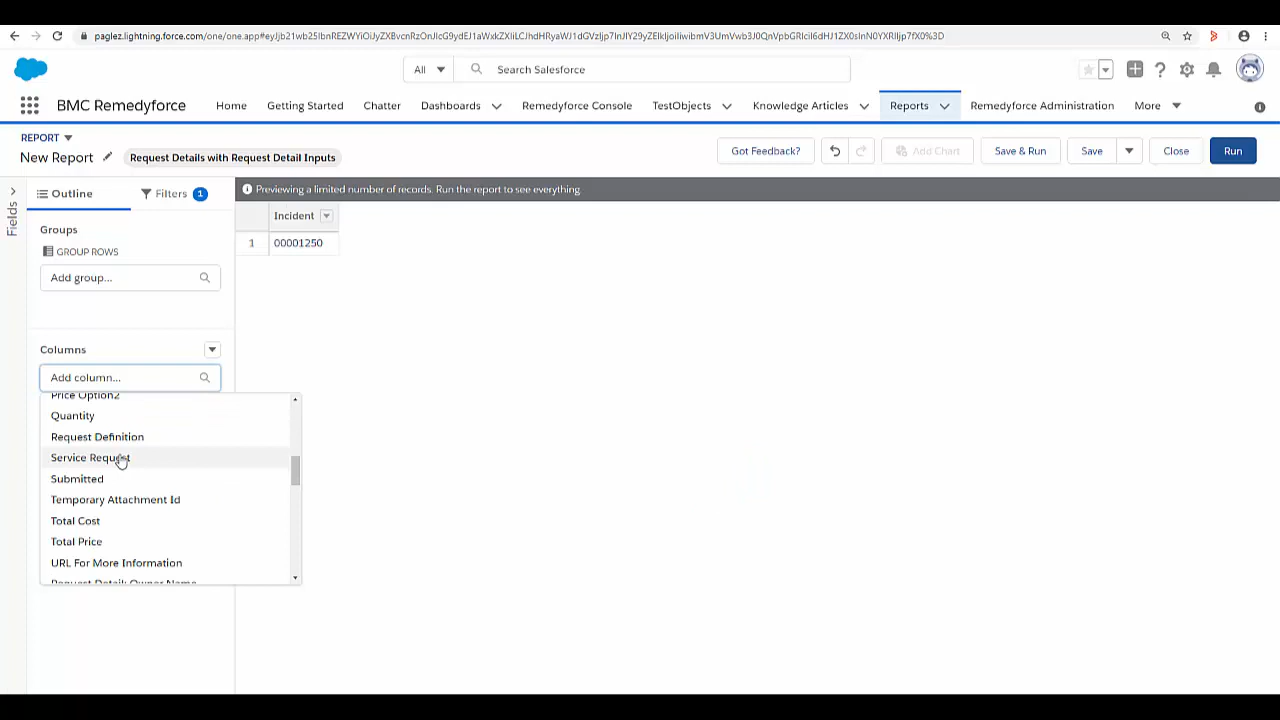 paglez.lightning.force.com/one/one.app#
All
Search Salesforce
BMC Remedyforce
Home
Getting Started
Chatter
Dashboards
Remedyforce Console
TestObjects
Knowledge Articles
Reports
Remedyforce Administration
More
REPORT
New Report
Request Details with Request Detail Inputs
Got Feedback?
Add Chart
Save & Run
Save
Close
Run
Fields
Outline
Filters 1
Previewing a limited number of records. Run the report to see everything.
Groups
GROUP ROWS
Add group...
Incident
1 00001250
Columns
Add column...
Price Option2
Quantity
Request Definition
Service Request
Submitted
Temporary Attachment Id
Total Cost
Total Price
URL For More Information
Request Detail: Owner Name